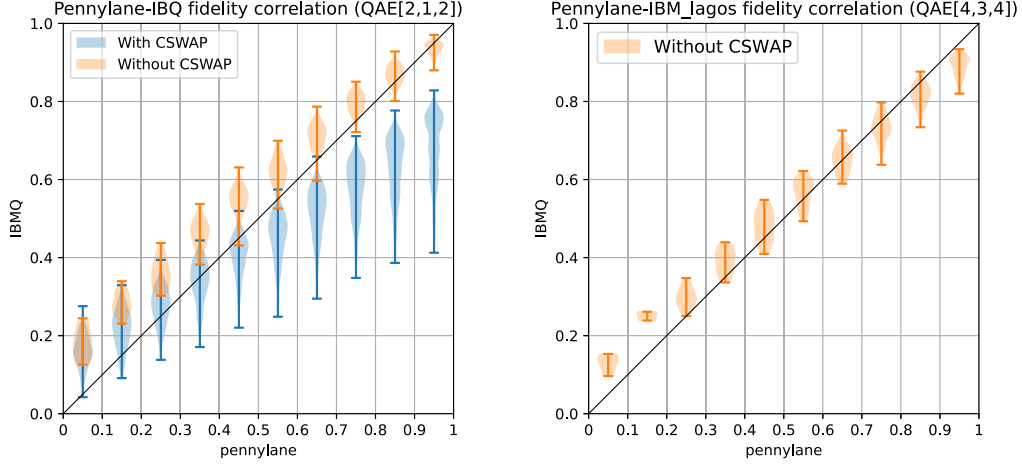 Pennylane-IBQ fidelity correlation (QAE[2,1,2])
1.0
0.8
0.6
0.4
0.2
0.0
IBMQ
With CSWAP
Without CSWAP
0 0.1 0.2 0.3 0.4 0.5 0.6 0.7 0.8 0.9 1
pennylane
Pennylane-IBM_lagos fidelity correlation (QAE[4,3,4])
1.0
0.8
0.6
0.4
0.2
0.0
IBMQ
Without CSWAP
0 0.1 0.2 0.3 0.4 0.5 0.6 0.7 0.8 0.9 1
pennylane